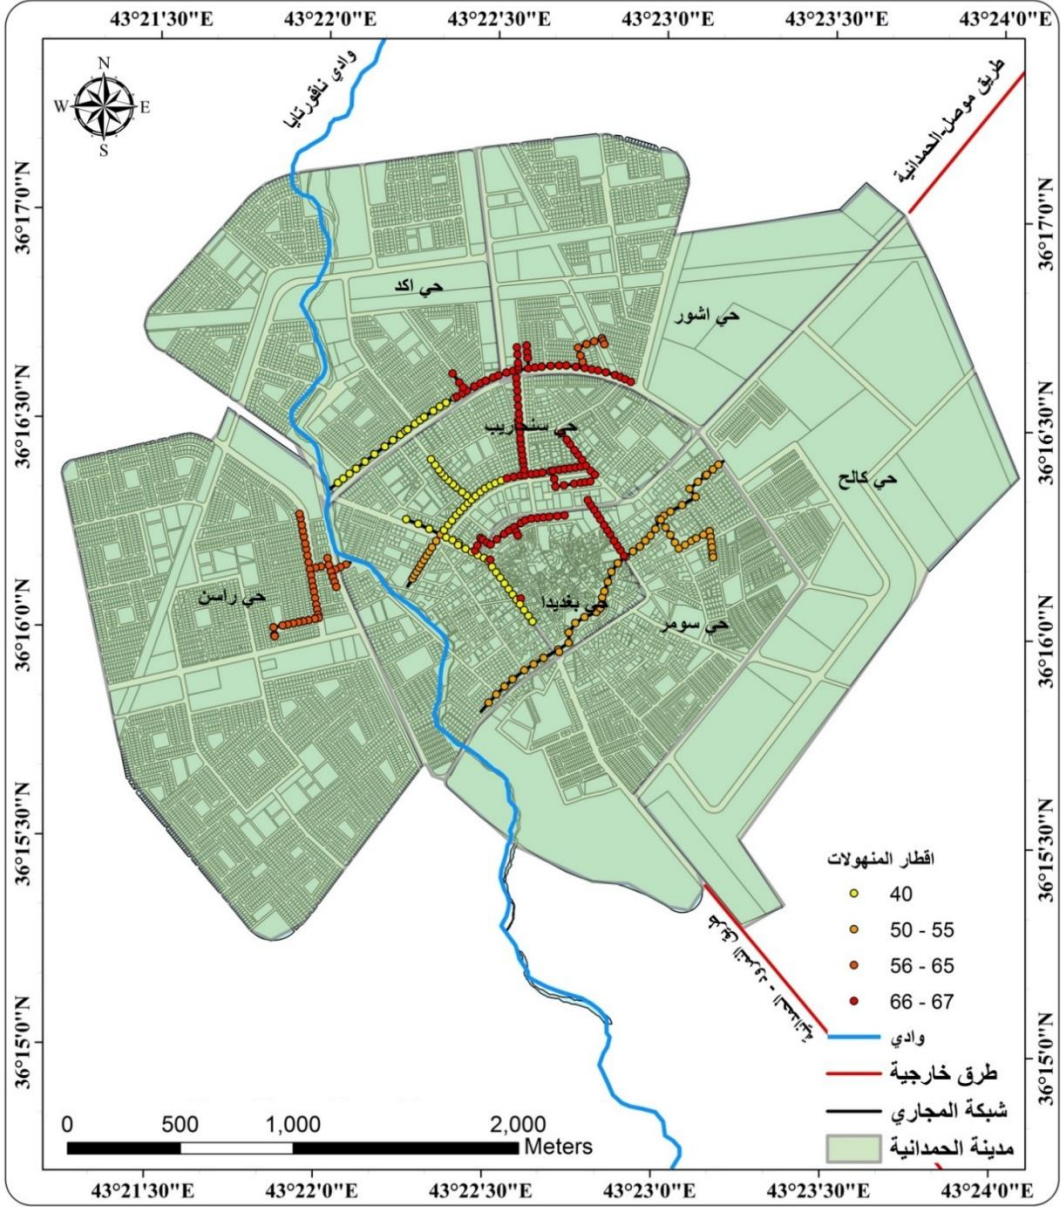 43°21'30"E 43°22'0"E 43°22'30"E 43°23'0"E 43°23'30"E 43°24'0"E
وادي ناقورتايا
طريق موصل-الحمدانية
N
W E
S
36°17'0"N
36°17'0"N
حي اكد
حي اشور
36°16'30"N
36°16'30"N
حي سنحاريب
حي كالح
حي راسن
حي بغديدا
حي سومر
36°16'0"N
36°16'0"N
36°15'30"N
36°15'30"N
اقطار المنهولات
40
50 - 55
56 - 65
66 - 67
طريق النمرود - الحمدانية
وادي
طرق خارجية
شبكة المجاري
مدينة الحمدانية
36°15'0"N
36°15'0"N
0 500 1,000 2,000
Meters
43°21'30"E 43°22'0"E 43°22'30"E 43°23'0"E 43°23'30"E 43°24'0"E